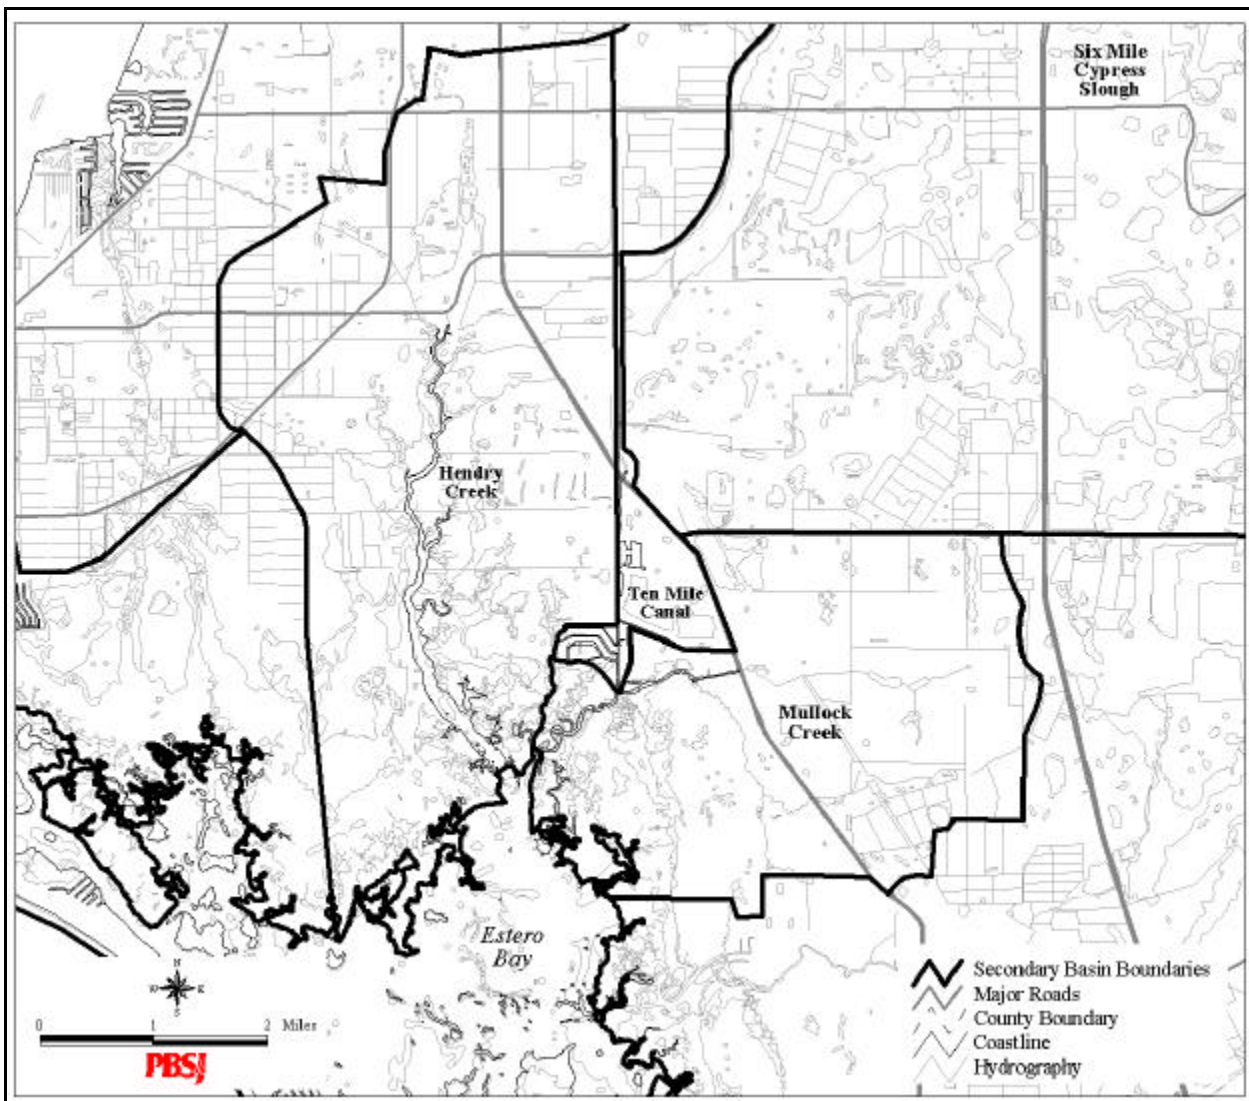 Six Mile
Cypress
Slough
Hendry
Creek
Ten Mile
Canal
Mullock
Creek
Estero
Bay
N
W E
S
0 1 2 Miles
PBSJ
Secondary Basin Boundaries
Major Roads
County Boundary
Coastline
Hydrography